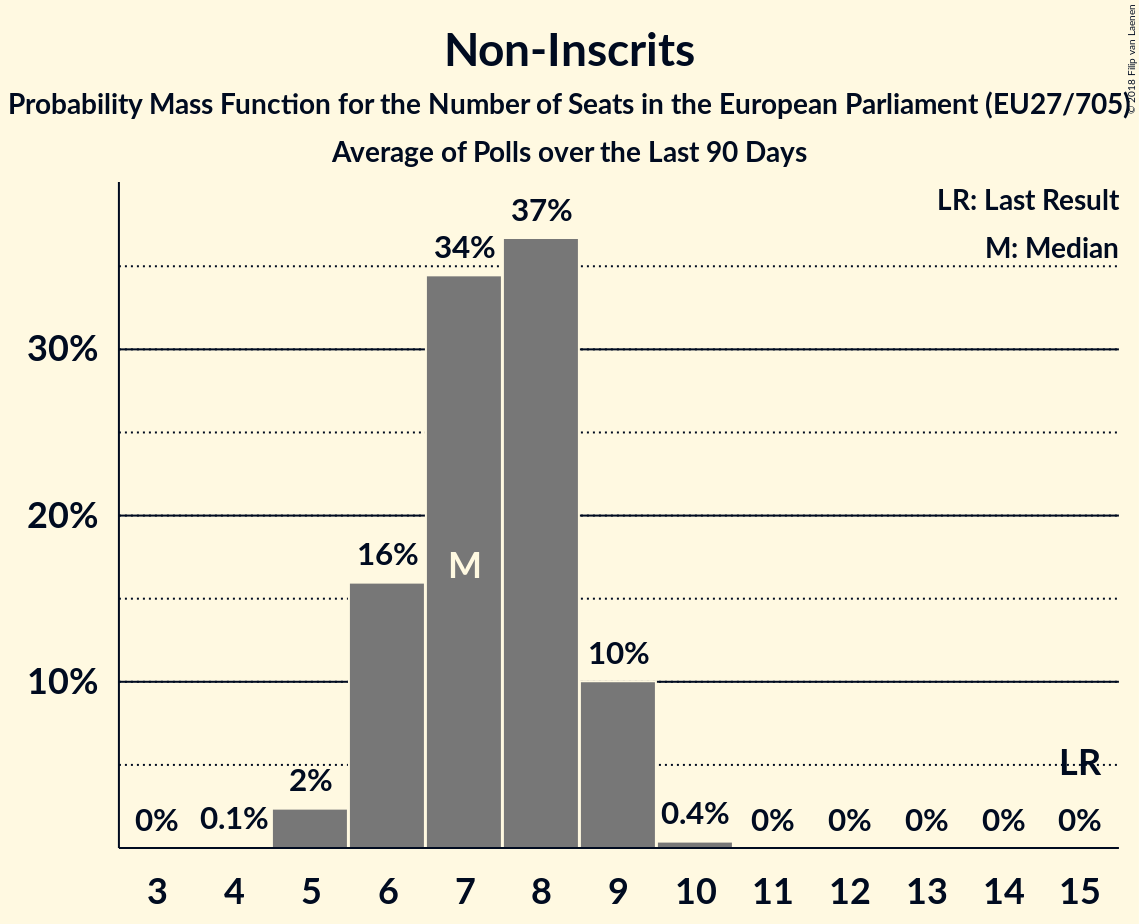 Non-Inscrits
Probability Mass Function for the Number of Seats in the European Parliament (EU27/705)
Average of Polls over the Last 90 Days
© 2018 Filip van Laenen
LR: Last Result
M: Median
37%
34%
30%
20%
16%
M
10%
10%
LR
2%
0%
0.1%
0.4%
0%
0%
0%
0%
0%
3 4 5 6 7 8 9 10 11 12 13 14 15